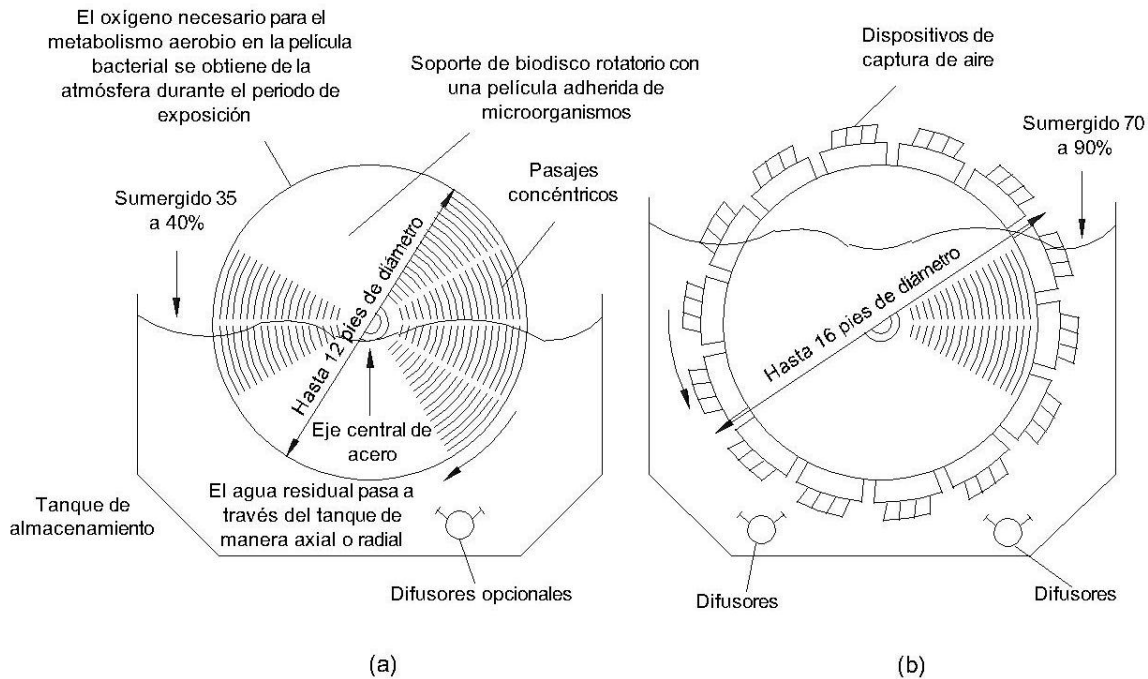 El oxígeno necesario para el
metabolismo aerobio en la película
bacterial se obtiene de la
atmósfera durante el periodo de
exposición
Soporte de biodisco rotatorio con
una película adherida de
microorganismos
Sumergido 35
a 40%
Pasajes
concéntricos
Hasta 12 pies de diámetro
Eje central de
acero
El agua residual pasa a
través del tanque de
manera axial o radial
Tanque de
almacenamiento
Difusores opcionales
(a)
Dispositivos de
captura de aire
Sumergido 70
a 90%
Hasta 16 pies de diámetro
Difusores
Difusores
(b)